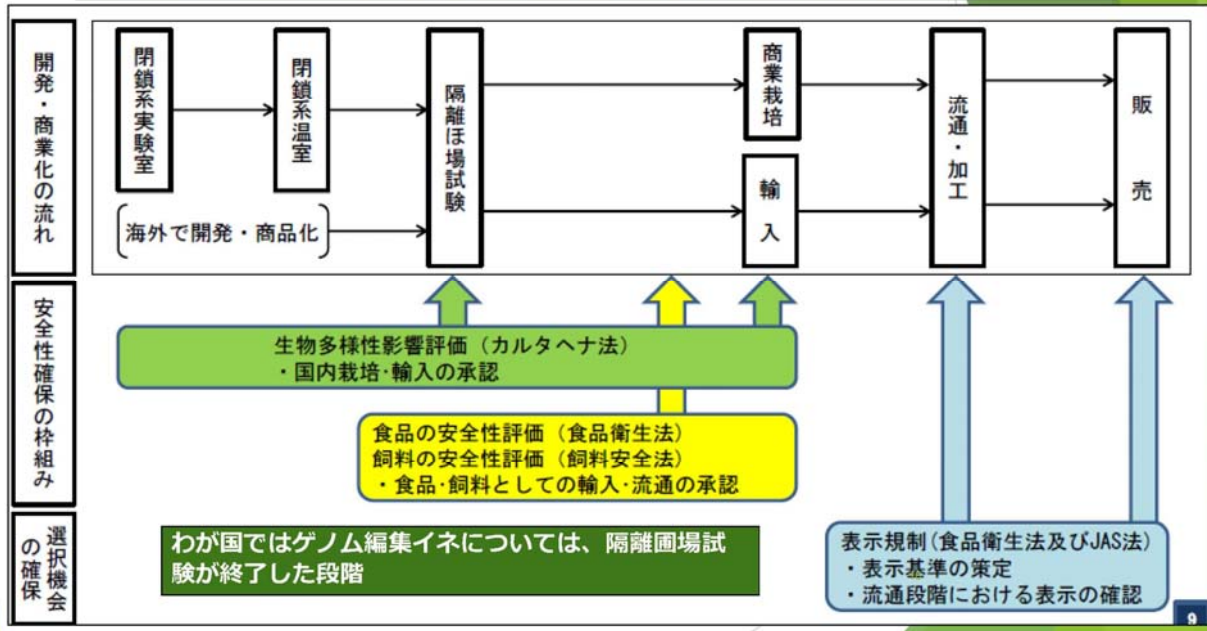 開発・商業化の流れ
閉鎖系実験室
閉鎖系温室
隔離ほ場試験
商業栽培
輸入
流通・加工
販売
海外で開発・商品化
安全性確保の枠組み
生物多様性影響評価（カルタヘナ法）
・国内栽培・輸入の承認
食品の安全性評価（食品衛生法）
飼料の安全性評価（飼料安全法）
・食品・飼料としての輸入・流通の承認
選択機会
の確保
わが国ではゲノム編集イネについては、隔離圃場試
験が終了した段階
表示規制(食品衛生法及びJAS法)
・表示基準の策定
・流通段階における表示の確認
9